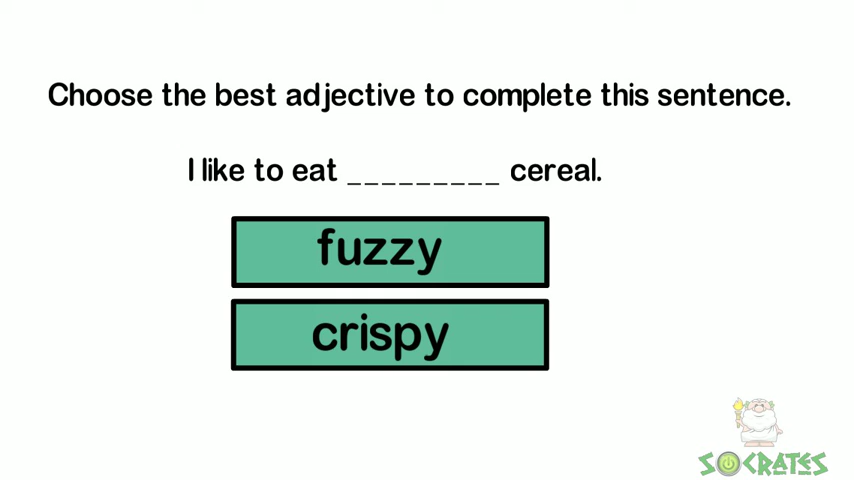 Choose the best adjective to complete this sentence.
I like to eat _________ cereal.
fuzzy
crispy
SOCRATES